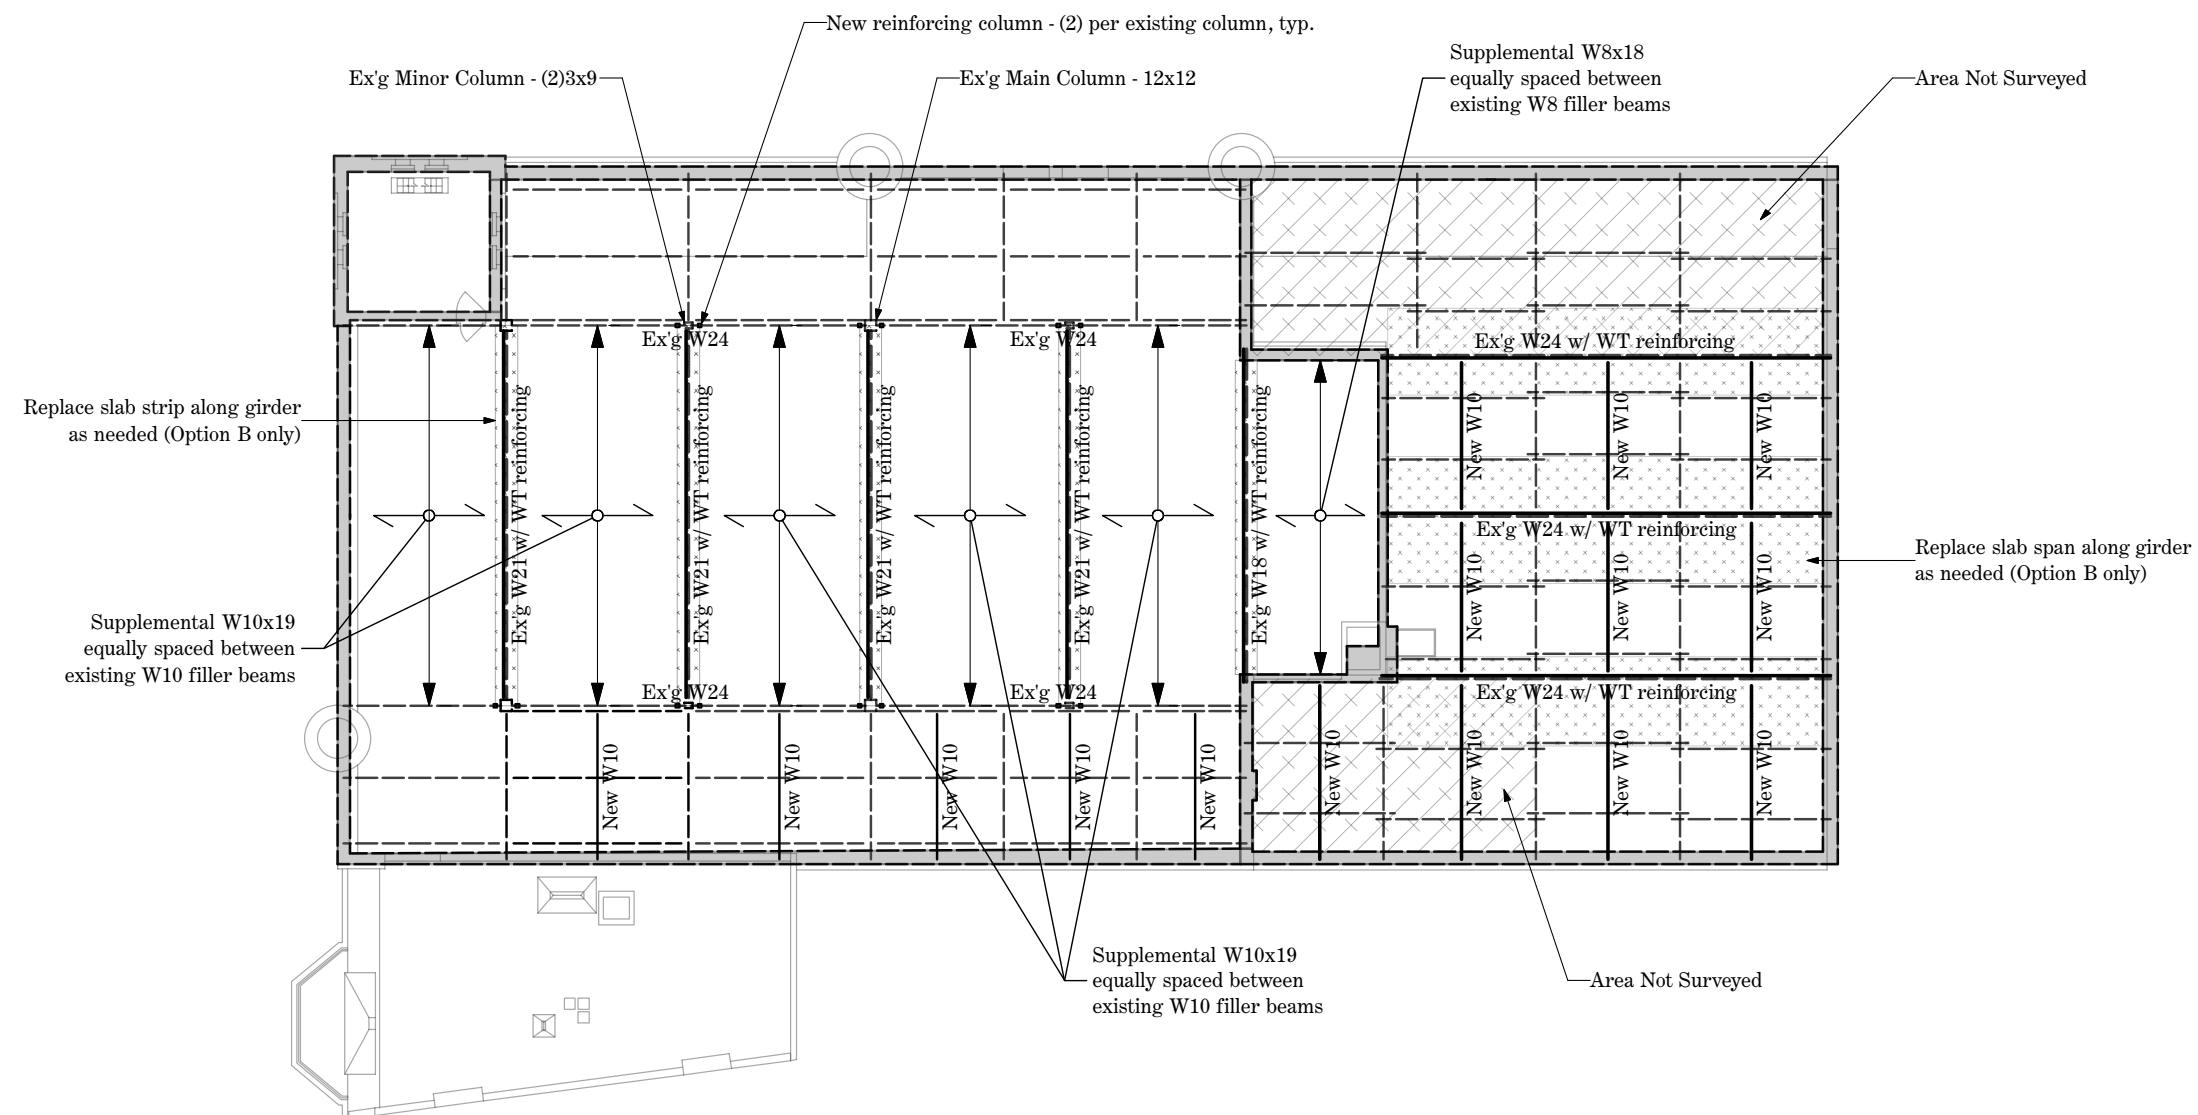 New reinforcing column - (2) per existing column, typ.
Ex'g Minor Column - (2)3x9
Ex'g Main Column - 12x12
Supplemental W8x18
equally spaced between
existing W8 filler beams
Area Not Surveyed
Ex'g W24
Ex'g W24
Ex'g W24 w/ WT reinforcing
Replace slab strip along girder
as needed (Option B only)
Ex'g W21 w/ WT reinforcing
Ex'g W21 w/ WT reinforcing
Ex'g W21 w/ WT reinforcing
Ex'g W21 w/ WT reinforcing
Ex'g W18 w/ WT reinforcing
New W10
New W10
New W10
Ex'g W24 w/ WT reinforcing
Replace slab span along girder
as needed (Option B only)
New W10
New W10
New W10
Supplemental W10x19
equally spaced between
existing W10 filler beams
Ex'g W24
Ex'g W24
Ex'g W24 w/ WT reinforcing
New W10
New W10
New W10
New W10
New W10
New W10
New W10
New W10
New W10
Supplemental W10x19
equally spaced between
existing W10 filler beams
Area Not Surveyed